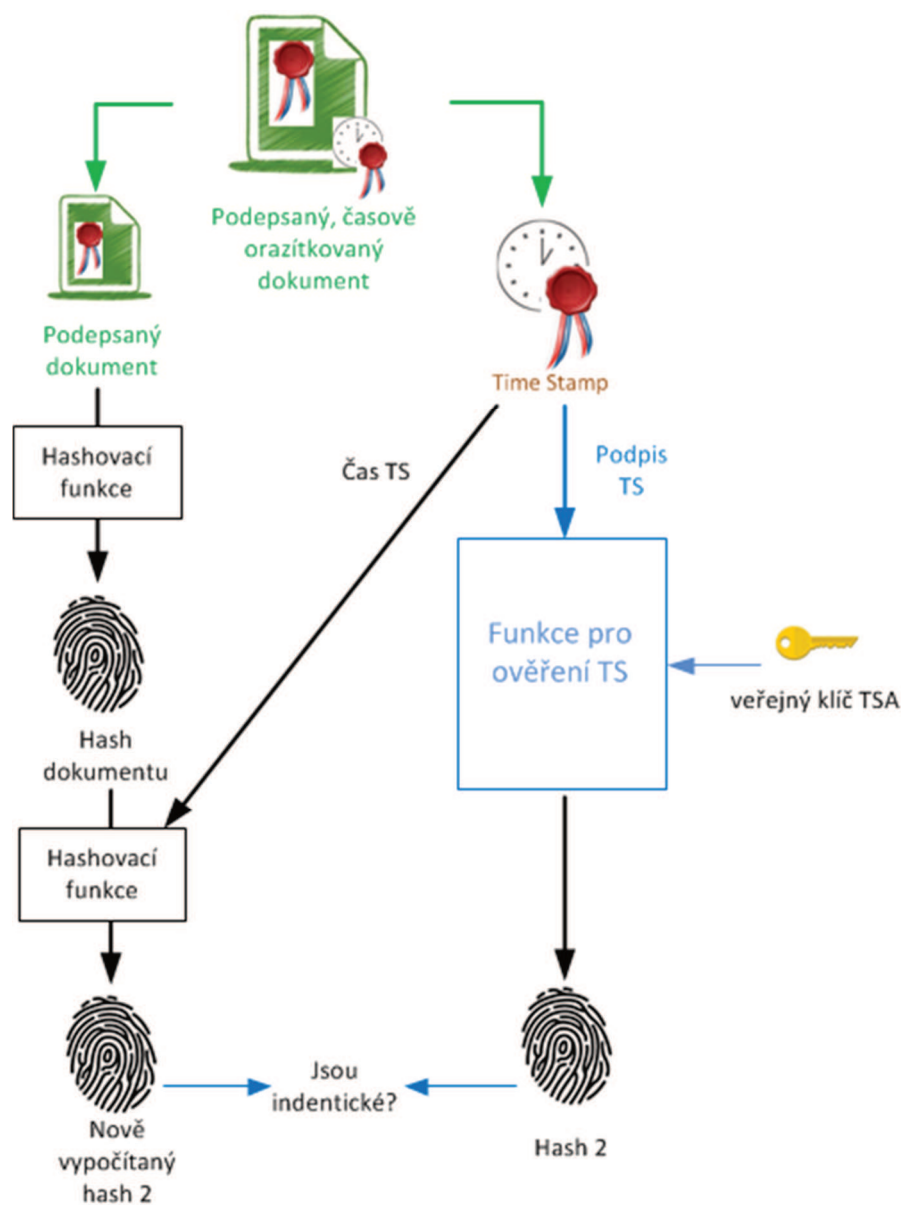 Podepsaný, časově
orazítkovaný
dokument
Podepsaný
dokument
Time Stamp
Hashovací
funkce
Čas TS
Podpis
TS
Funkce pro
ověření TS
veřejný klíč TSA
Hash
dokumentu
Hashovací
funkce
Jsou
indentické?
Nově
vypočítaný
hash 2
Hash 2